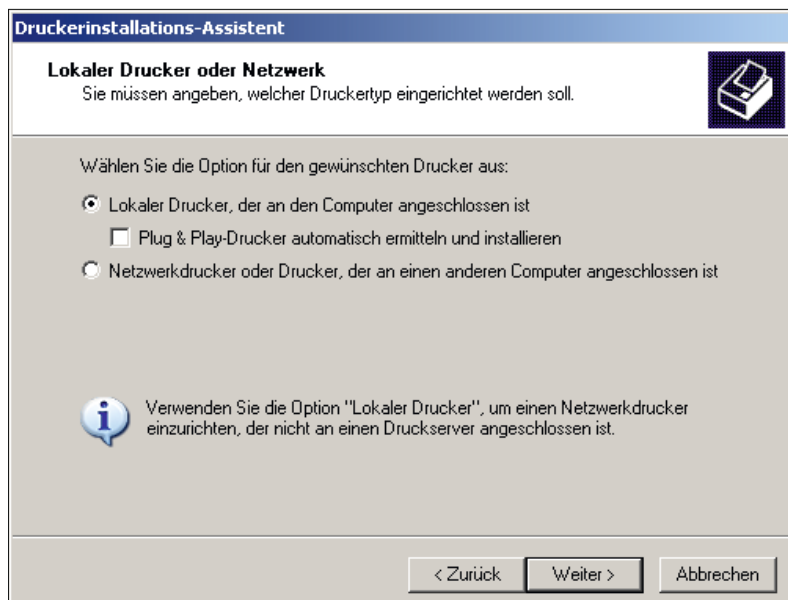 Druckerinstallations-Assistent
Lokaler Drucker oder Netzwerk
Sie müssen angeben, welcher Druckertyp eingerichtet werden soll.
Wählen Sie die Option für den gewünschten Drucker aus:
Lokaler Drucker, der an den Computer angeschlossen ist
Plug & Play-Drucker automatisch ermitteln und installieren
Netzwerkdrucker oder Drucker, der an einen anderen Computer angeschlossen ist
Verwenden Sie die Option "Lokaler Drucker", um einen Netzwerkdrucker
einzurichten, der nicht an einen Druckserver angeschlossen ist.
< Zurück Weiter > Abbrechen